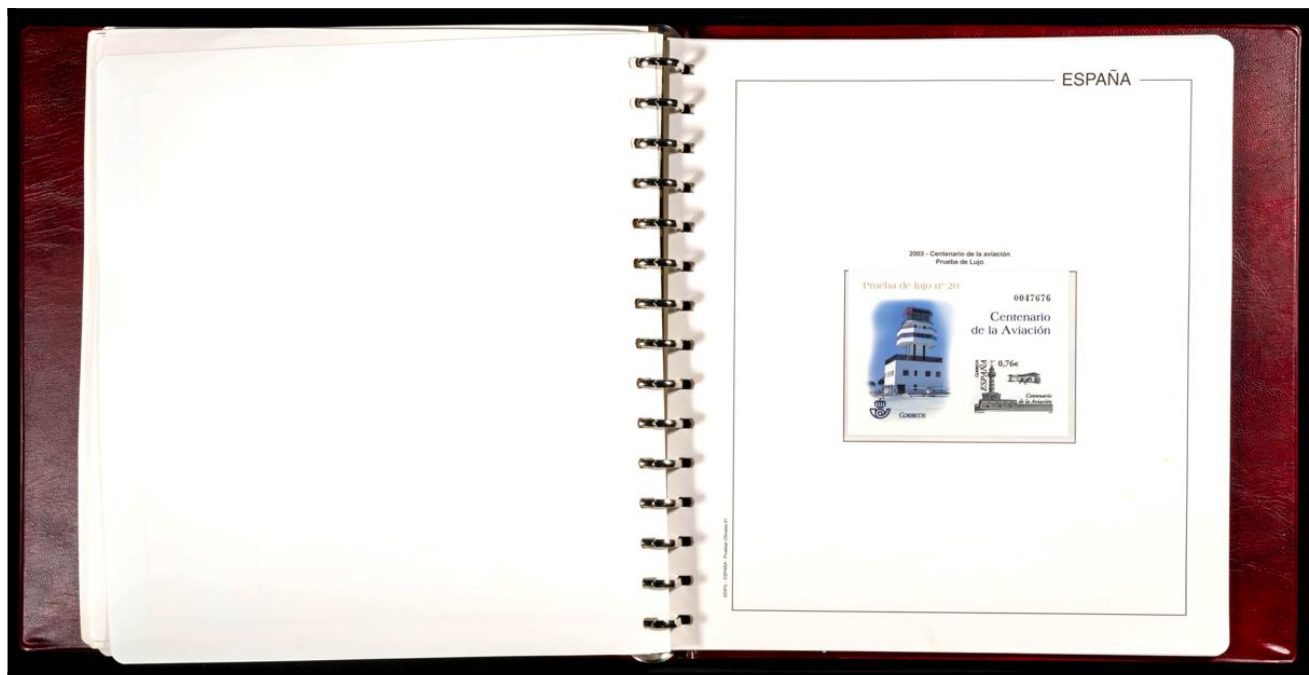 ESPAÑA
2003 - Centenario de la aviación
Prueba de Lujo
Prueba de lujo nº 20
0047676
Centenario
de la Aviación
CORREOS
ESPAÑA
0,76€
Centenario
de la Aviación
CORREOS